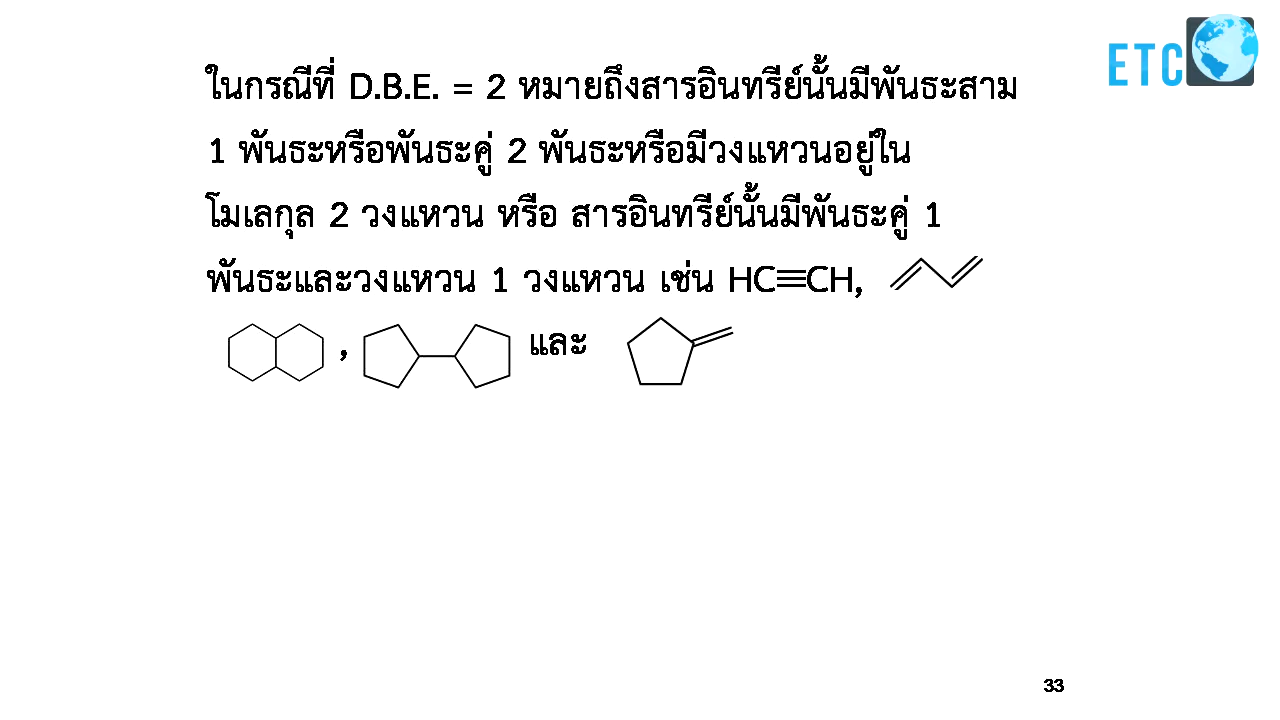 ETC
ในกรณีที่ D.B.E. = 2 หมายถึงสารอินทรีย์นั้นมีพันธะสาม
1 พันธะหรือพันธะคู่ 2 พันธะหรือมีวงแหวนอยู่ใน
โมเลกุล 2 วงแหวน หรือ สารอินทรีย์นั้นมีพันธะคู่ 1
พันธะและวงแหวน 1 วงแหวน เช่น HC≡CH,
, และ
33